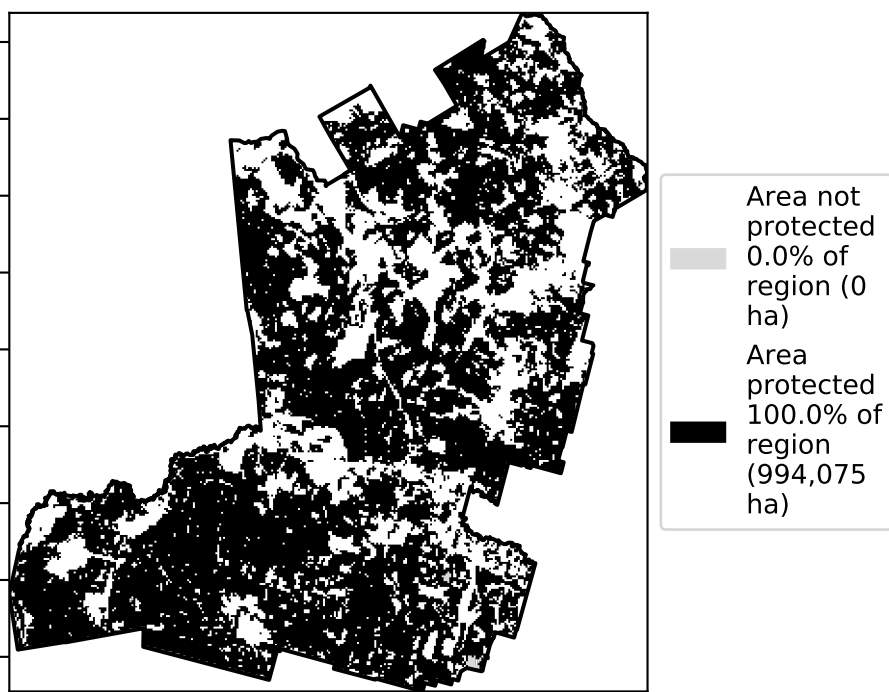 Area not
protected
0.0% of
region (0
ha)
Area
protected
100.0% of
region
(994,075
ha)